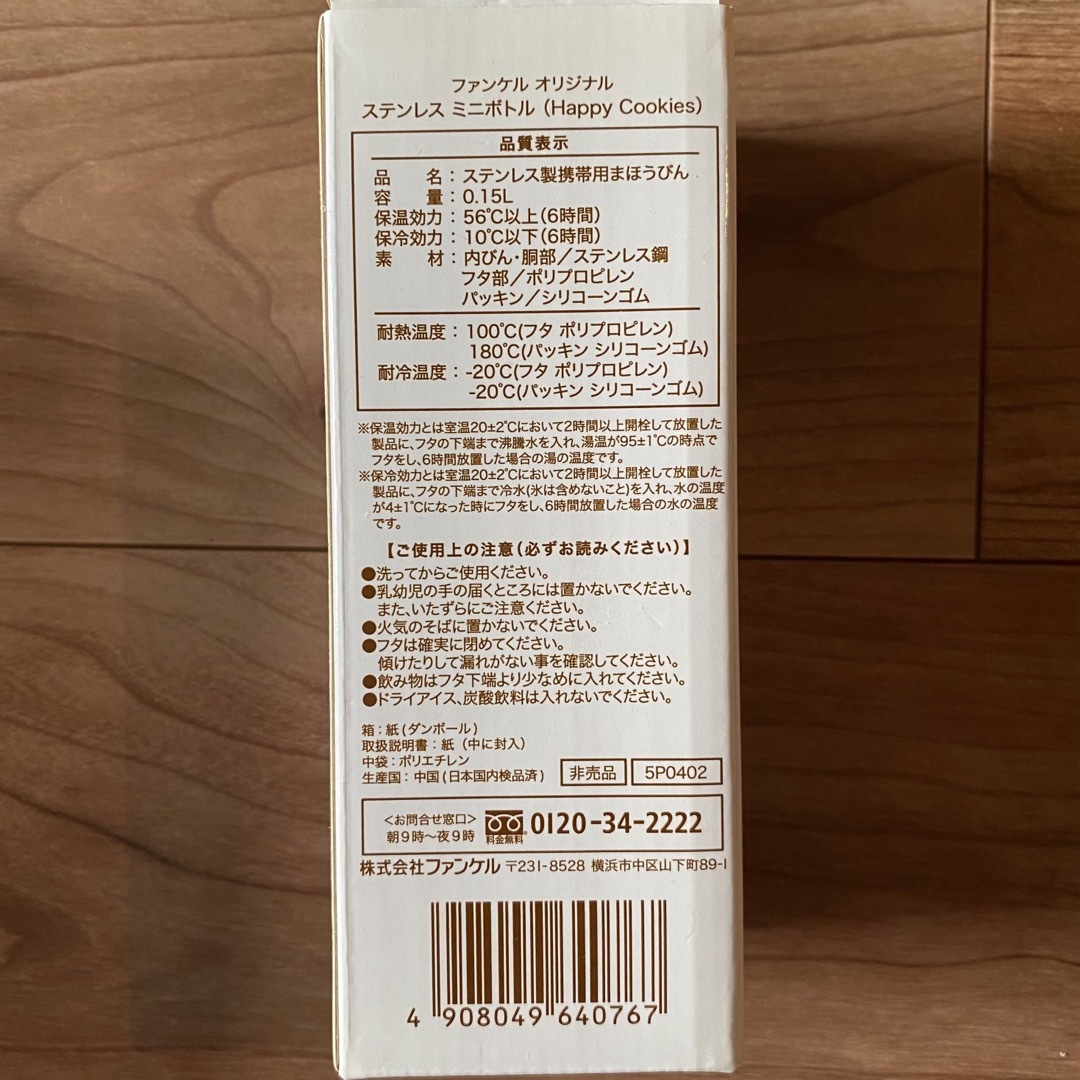 ファンケル オリジナル
ステンレス ミニボトル（Happy Cookies）
品質表示
品 名：ステンレス製携帯用まほうびん
容 量：0.15L
保温効力：56℃以上（6時間）
保冷効力：10℃以下（6時間）
素 材：内びん・胴部／ステンレス鋼
フタ部／ポリプロピレン
パッキン／シリコーンゴム
耐熱温度：100℃(フタ ポリプロピレン)
180℃(パッキン シリコーンゴム)
耐冷温度：-20℃(フタ ポリプロピレン)
-20℃(パッキン シリコーンゴム)
※保温効力とは室温20±2℃において2時間以上開栓して放置した
製品に、フタの下端まで沸騰水を入れ、湯温が95±1℃の時点で
フタをし、6時間放置した場合の湯の温度です。
※保冷効力とは室温20±2℃において2時間以上開栓して放置した
製品に、フタの下端まで冷水(氷は含めないこと)を入れ、水の温度
が4±1℃になった時にフタをし、6時間放置した場合の水の温度
です。
【ご使用上の注意（必ずお読みください）】
●洗ってからご使用ください。
●乳幼児の手の届くところには置かないでください。
また、いたずらにご注意ください。
●火気のそばに置かないでください。
●フタは確実に閉めてください。
傾けたりして漏れがない事を確認してください。
●飲み物はフタ下端より少なめに入れてください。
●ドライアイス、炭酸飲料は入れないでください。
箱：紙（ダンボール）
取扱説明書：紙（中に封入）
中袋：ポリエチレン
生産国：中国（日本国内検品済） 非売品 5P0402
＜お問合せ窓口＞
朝9時〜夜9時 料金無料 0120-34-2222
株式会社ファンケル 〒231-8528 横浜市中区山下町89-1
4 908049 640767